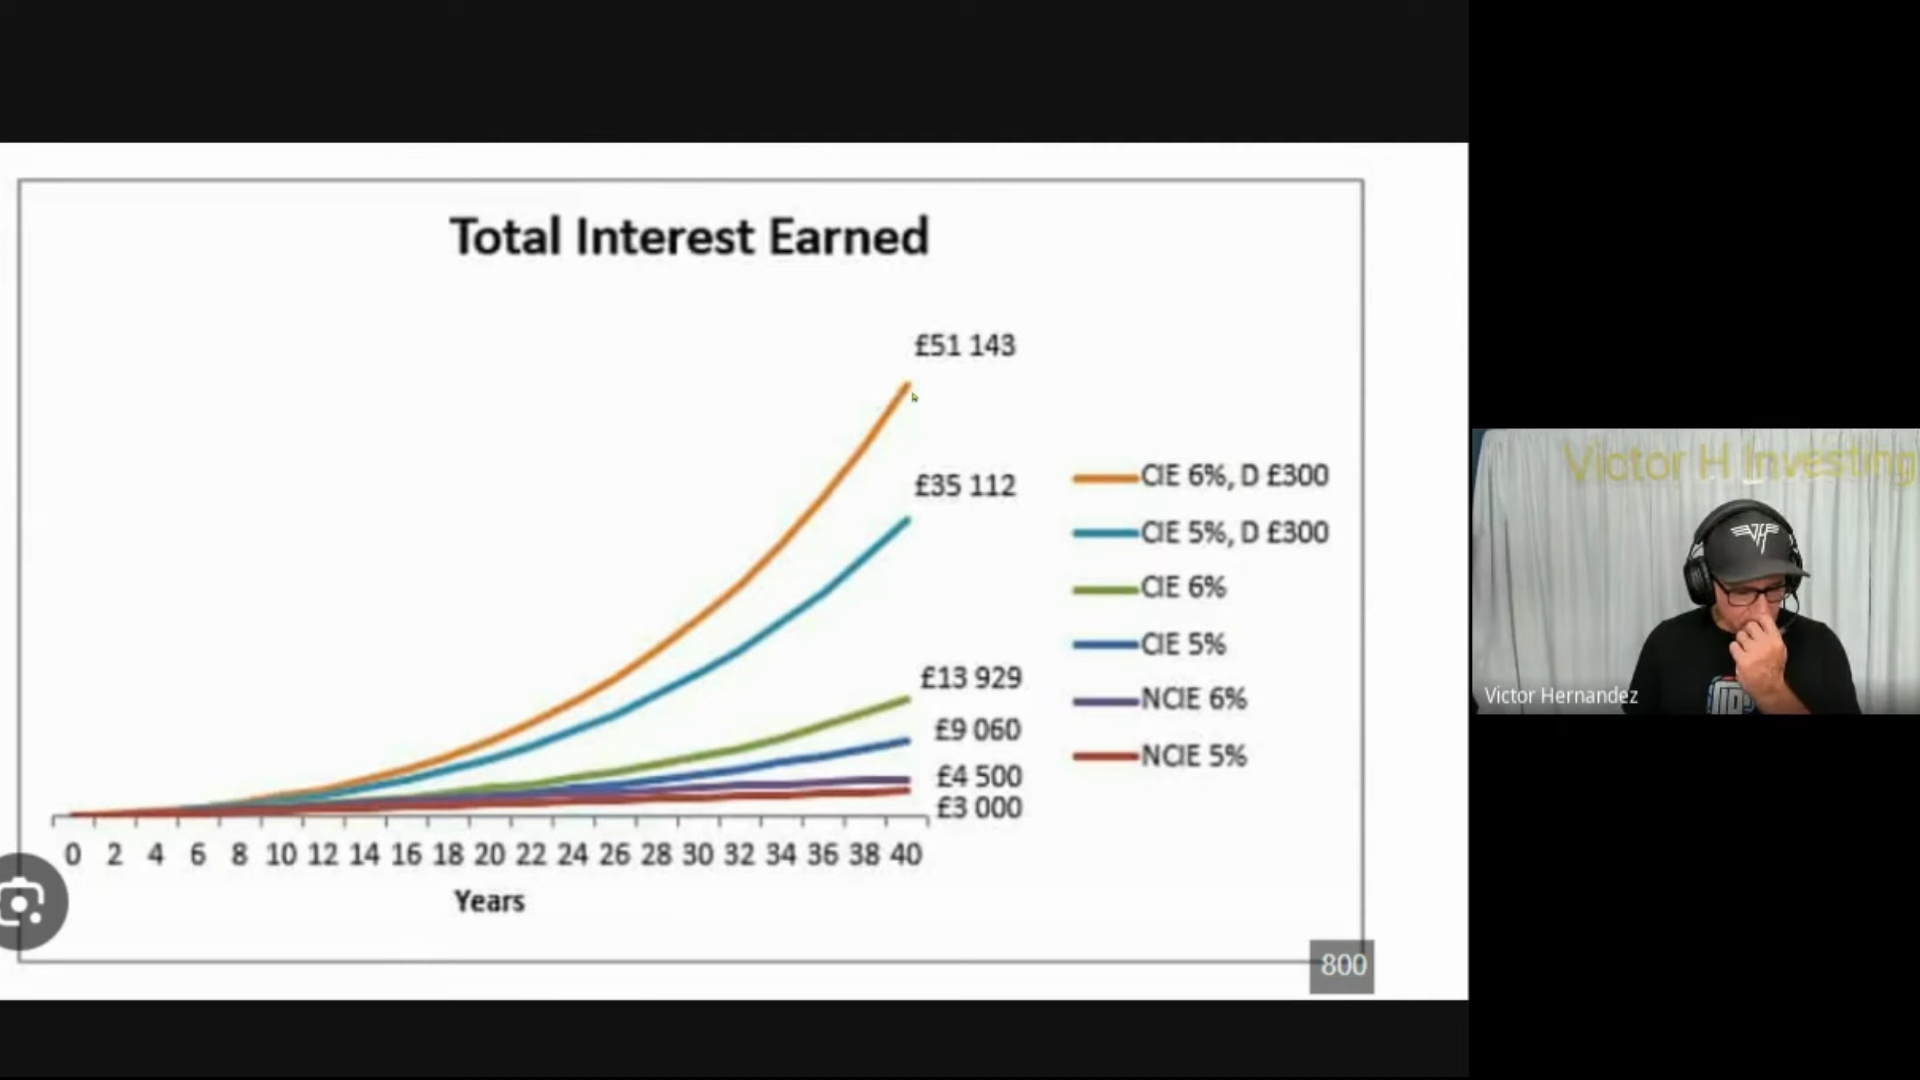 Total Interest Earned
£51 143
£35 112
£13 929
£9 060
£4 500
£3 000
CIE 6%, D £300
CIE 5%, D £300
CIE 6%
CIE 5%
NCIE 6%
NCIE 5%
0 2 4 6 8 10 12 14 16 18 20 22 24 26 28 30 32 34 36 38 40
Years
800
Victor H Investing
Victor Hernandez